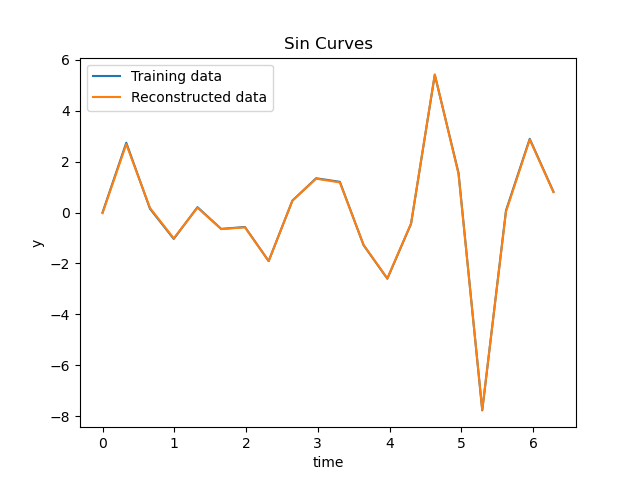 Sin Curves
Training data
Reconstructed data
6
4
2
0
−2
−4
−6
−8
y
0 1 2 3 4 5 6
time